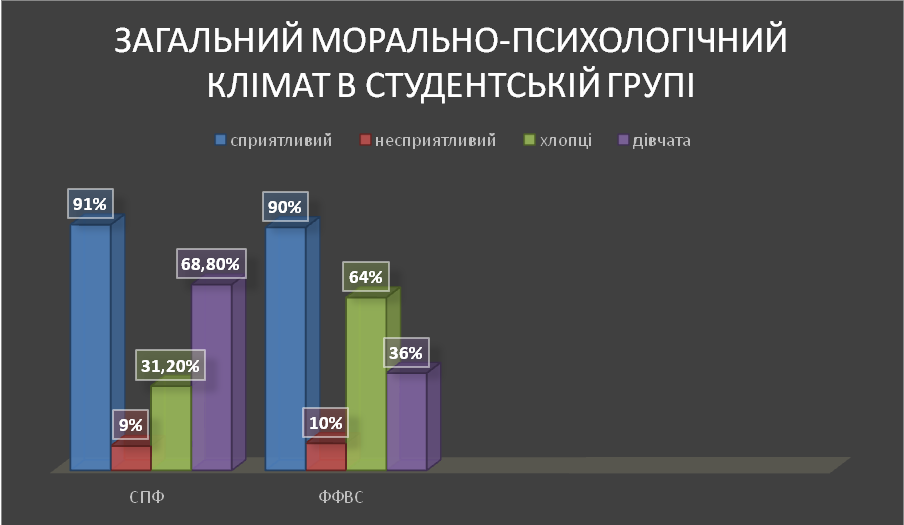 ЗАГАЛЬНИЙ МОРАЛЬНО-ПСИХОЛОГІЧНИЙ
КЛІМАТ В СТУДЕНТСЬКІЙ ГРУПІ
сприятливий несприятливий хлопці дівчата
91% 9% 31,20% 68,80% 90% 10% 64% 36%
СПФ ФФВС